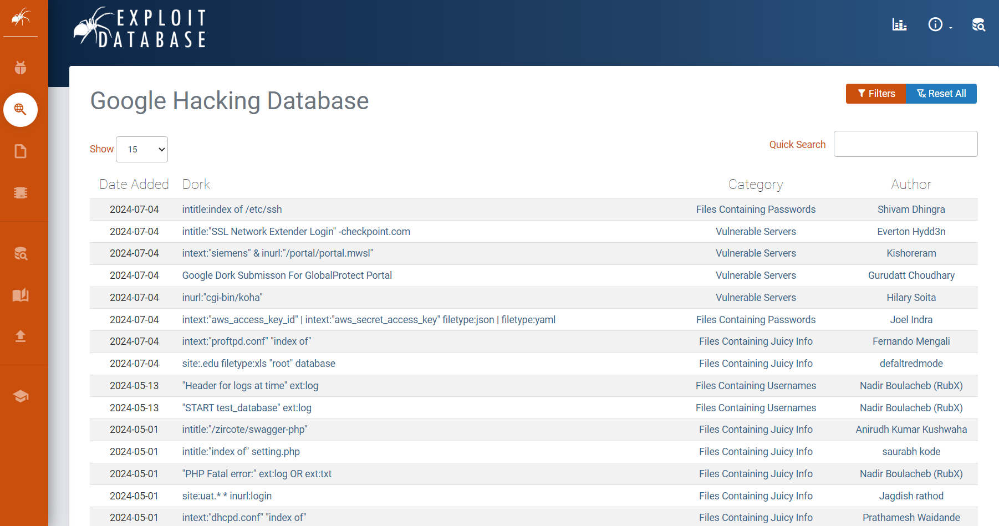 EXPLOIT
DATABASE
Google Hacking Database
Filters
Reset All
Show 15
Quick Search
Date Added Dork Category Author
2024-07-04 intitle:index of /etc/ssh Files Containing Passwords Shivam Dhingra
2024-07-04 intitle:"SSL Network Extender Login" -checkpoint.com Vulnerable Servers Everton Hydd3n
2024-07-04 intext:"siemens" & inurl:"/portal/portal.mwsl" Vulnerable Servers Kishoreram
2024-07-04 Google Dork Submisson For GlobalProtect Portal Vulnerable Servers Gurudatt Choudhary
2024-07-04 inurl:"cgi-bin/koha" Vulnerable Servers Hilary Soita
2024-07-04 intext:"aws_access_key_id" | intext:"aws_secret_access_key" filetype:json | filetype:yaml Files Containing Passwords Joel Indra
2024-07-04 intext:"proftpd.conf" "index of" Files Containing Juicy Info Fernando Mengali
2024-07-04 site:.edu filetype:xls "root" database Files Containing Juicy Info defaltredmode
2024-05-13 "Header for logs at time" ext:log Files Containing Usernames Nadir Boulacheb (RubX)
2024-05-13 "START test_database" ext:log Files Containing Usernames Nadir Boulacheb (RubX)
2024-05-01 intitle:"/zircote/swagger-php" Files Containing Juicy Info Anirudh Kumar Kushwaha
2024-05-01 intitle:"index of" setting.php Files Containing Juicy Info saurabh kode
2024-05-01 "PHP Fatal error:" ext:log OR ext:txt Files Containing Juicy Info Nadir Boulacheb (RubX)
2024-05-01 site:uat.* * inurl:login Files Containing Juicy Info Jagdish rathod
2024-05-01 intext:"dhcpd.conf" "index of" Files Containing Juicy Info Prathamesh Waidande